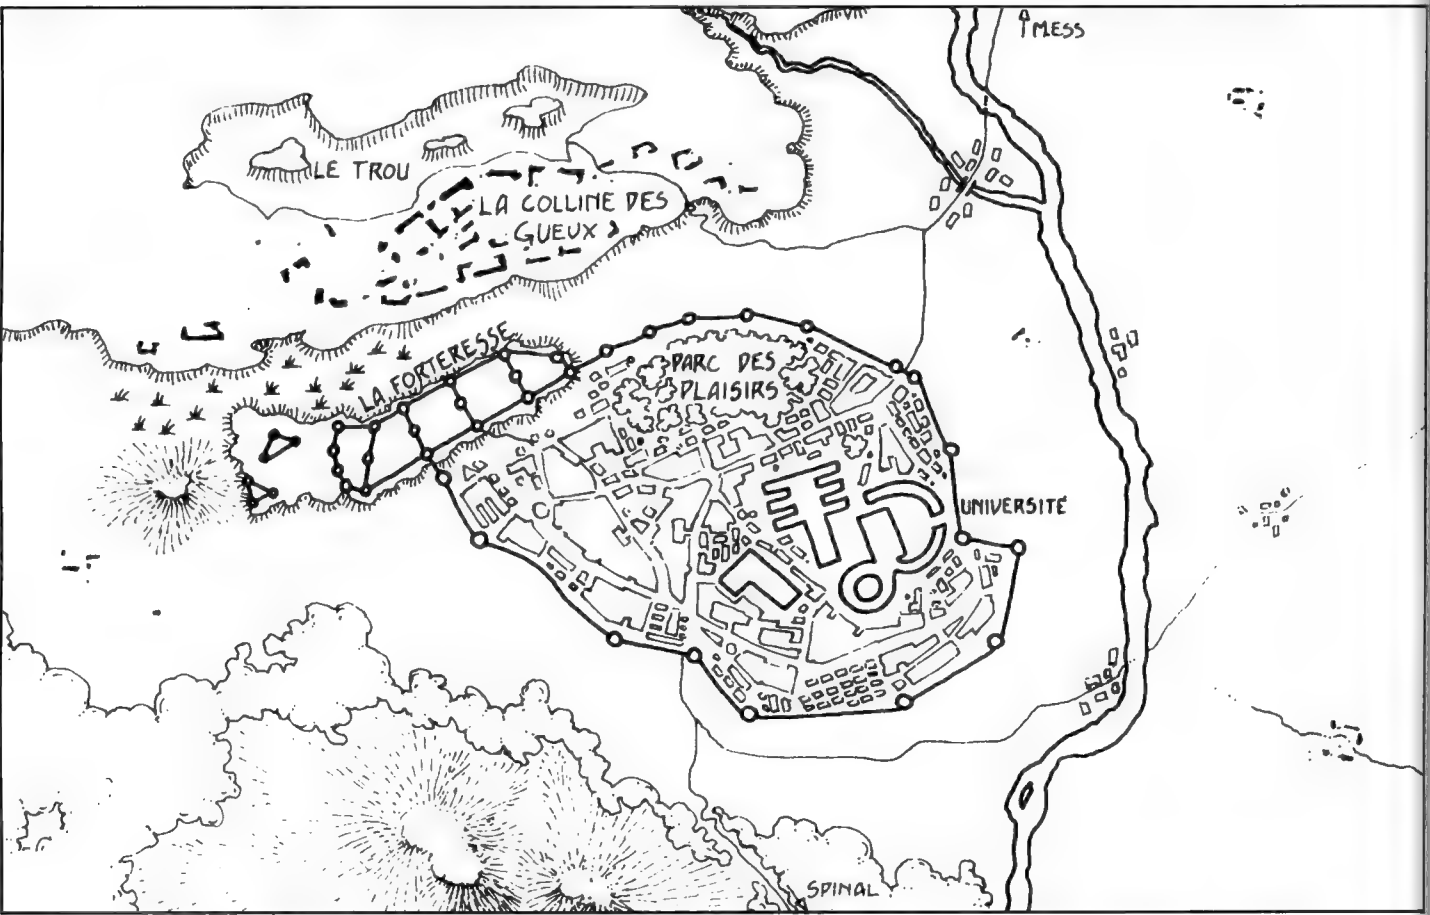 MESS
LE TROU
LA COLLINE DES
GUEUX
LA FORTERESSE
PARC DES
PLAISIRS
UNIVERSITÉ
SPINAL